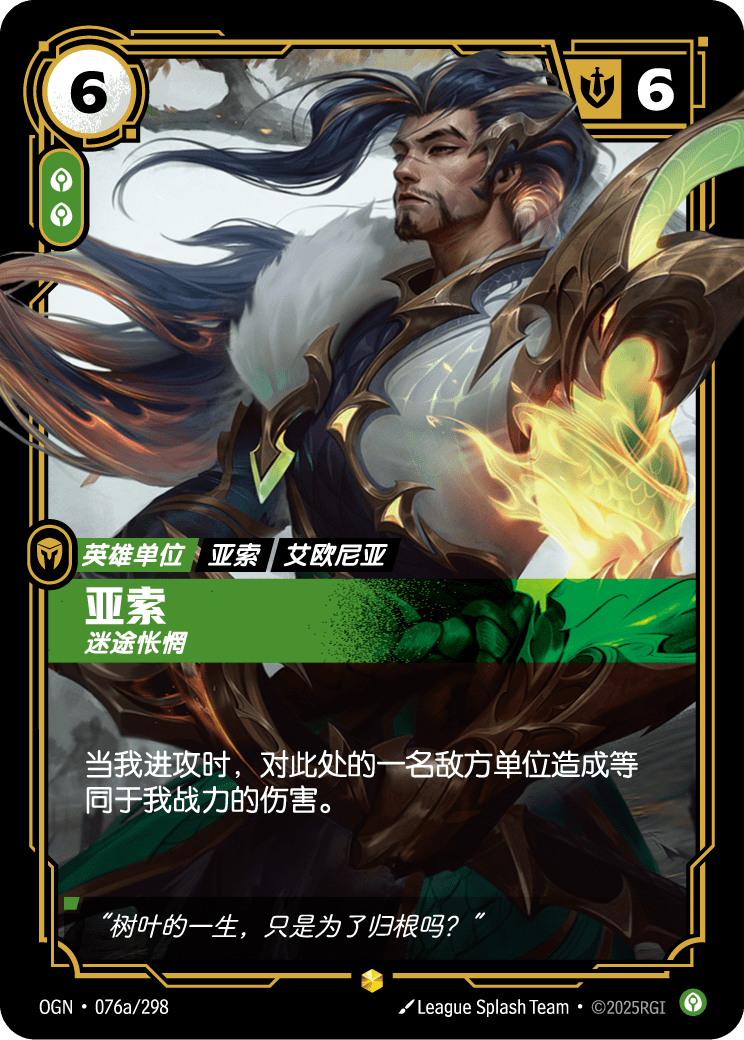 6
6
英雄单位 亚索 艾欧尼亚
亚索
迷途怅惘
当我进攻时，对此处的一名敌方单位造成等
同于我战力的伤害。
“树叶的一生，只是为了归根吗？”
OGN • 076a/298 League Splash Team • ©2025RGI